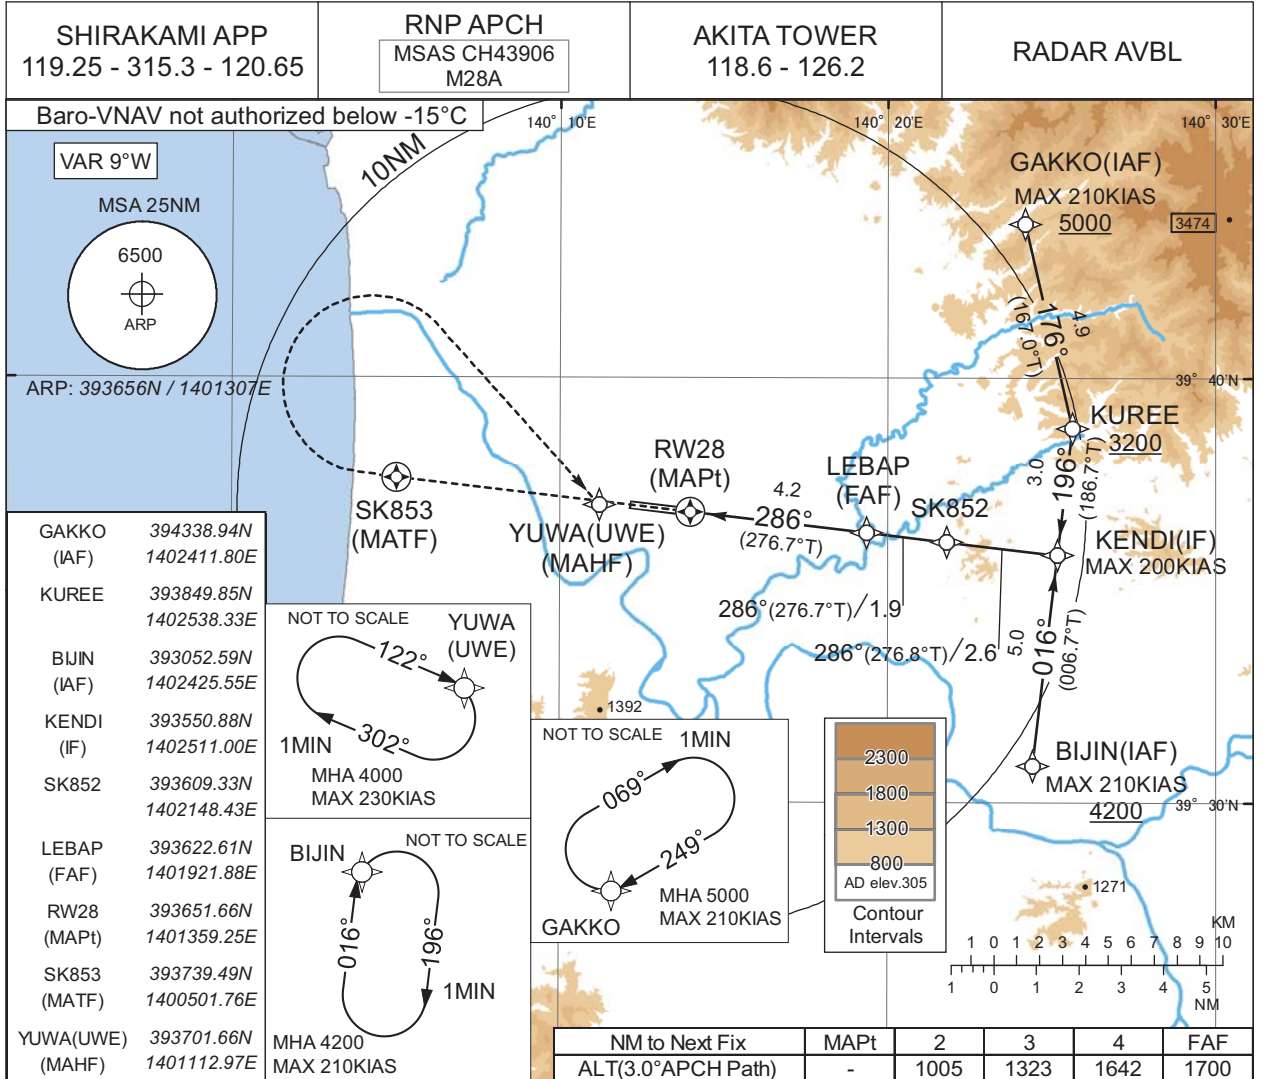 SHIRAKAMI APP
119.25 - 315.3 - 120.65
RNP APCH
MSAS CH43906
M28A
AKITA TOWER
118.6 - 126.2
RADAR AVBL
Baro-VNAV not authorized below -15°C
VAR 9°W
MSA 25NM
6500
ARP
ARP: 393656N / 1401307E
10NM
140° 10'E
140° 20'E
140° 30'E
GAKKO(IAF)
MAX 210KIAS
5000
3474
176°
(167.0°T)
4.9
39° 40'N
KUREE
3200
3.0
196°
(186.7°T)
RW28
(MAPt)
LEBAP
(FAF)
SK852
4.2
286°
(276.7°T)
SK853
(MATF)
YUWA(UWE)
(MAHF)
KENDI(IF)
MAX 200KIAS
286°(276.7°T)/1.9
286°(276.8°T)/2.6
5.0
016°
(006.7°T)
BIJIN(IAF)
MAX 210KIAS
4200
39° 30'N
1392
1271
GAKKO 394338.94N
(IAF) 1402411.80E
KUREE 393849.85N
1402538.33E
BIJIN 393052.59N
(IAF) 1402425.55E
KENDI 393550.88N
(IF) 1402511.00E
SK852 393609.33N
1402148.43E
LEBAP 393622.61N
(FAF) 1401921.88E
RW28 393651.66N
(MAPt) 1401359.25E
SK853 393739.49N
(MATF) 1400501.76E
YUWA(UWE) 393701.66N
(MAHF) 1401112.97E
NOT TO SCALE
YUWA
(UWE)
122°
302°
1MIN
MHA 4000
MAX 230KIAS
NOT TO SCALE
BIJIN
016°
196°
1MIN
MHA 4200
MAX 210KIAS
NOT TO SCALE
1MIN
069°
249°
MHA 5000
MAX 210KIAS
GAKKO
2300
1800
1300
800
AD elev.305
Contour
Intervals
KM
1 0 1 2 3 4 5 6 7 8 9 10
1 0 1 2 3 4 5
NM
NM to Next Fix MAPt 2 3 4 FAF
ALT(3.0°APCH Path) - 1005 1323 1642 1700